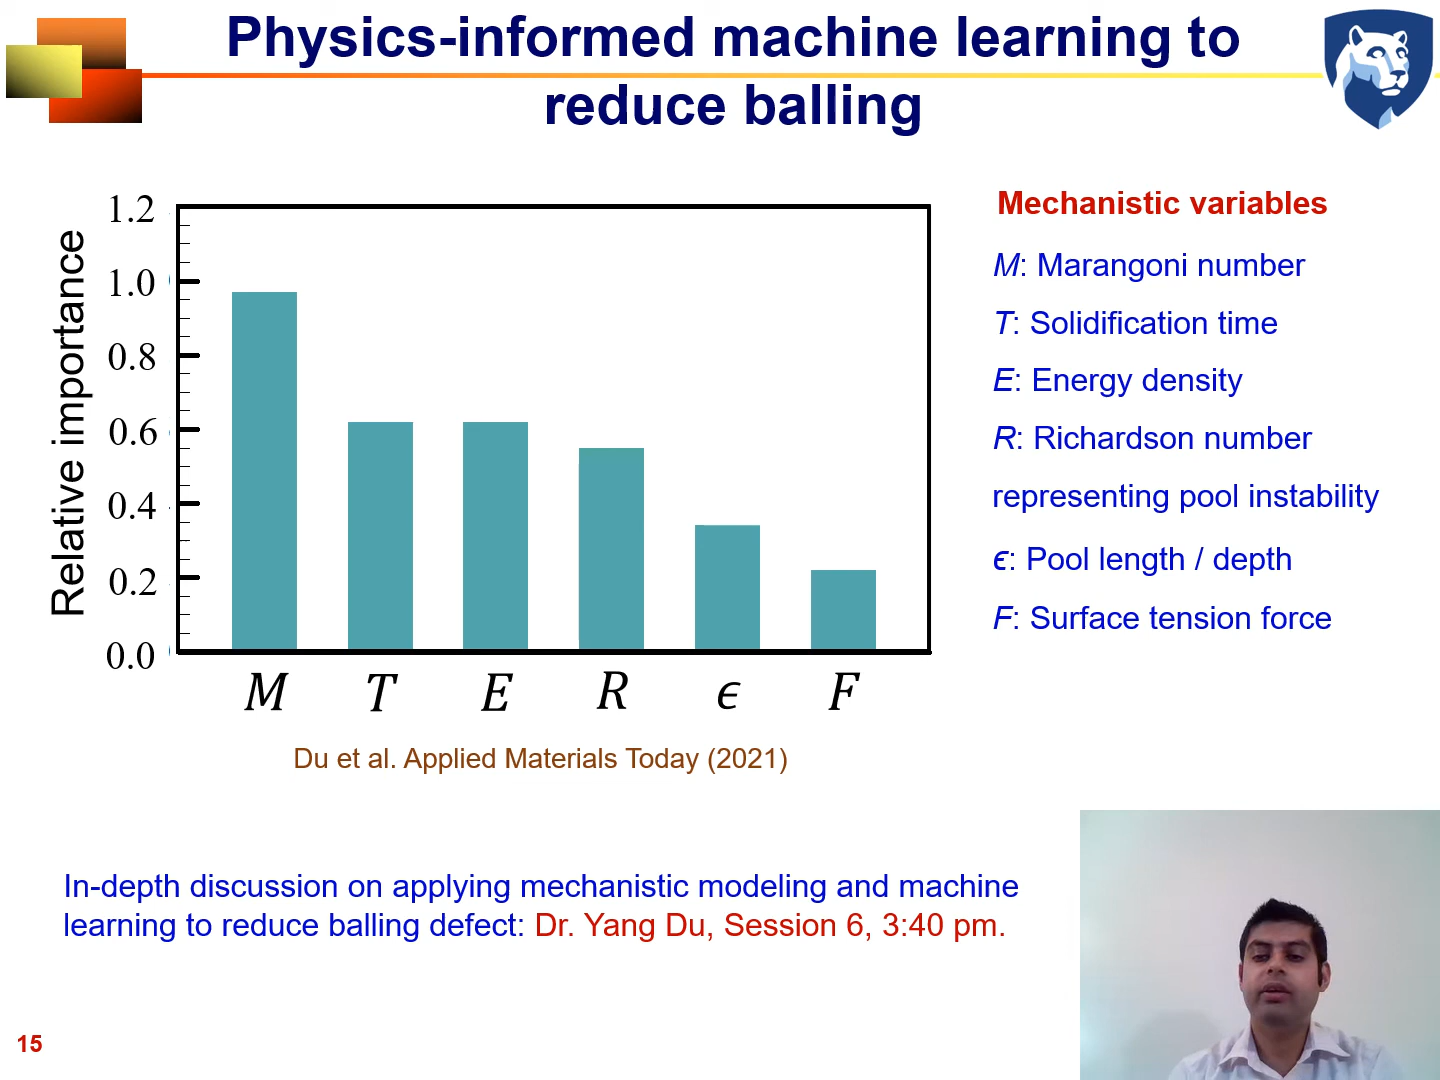 Physics-informed machine learning to
reduce balling
Relative importance
1.2
1.0
0.8
0.6
0.4
0.2
0.0
M T E R ϵ F
Du et al. Applied Materials Today (2021)
Mechanistic variables
M: Marangoni number
T: Solidification time
E: Energy density
R: Richardson number
representing pool instability
ϵ: Pool length / depth
F: Surface tension force
In-depth discussion on applying mechanistic modeling and machine
learning to reduce balling defect: Dr. Yang Du, Session 6, 3:40 pm.
15